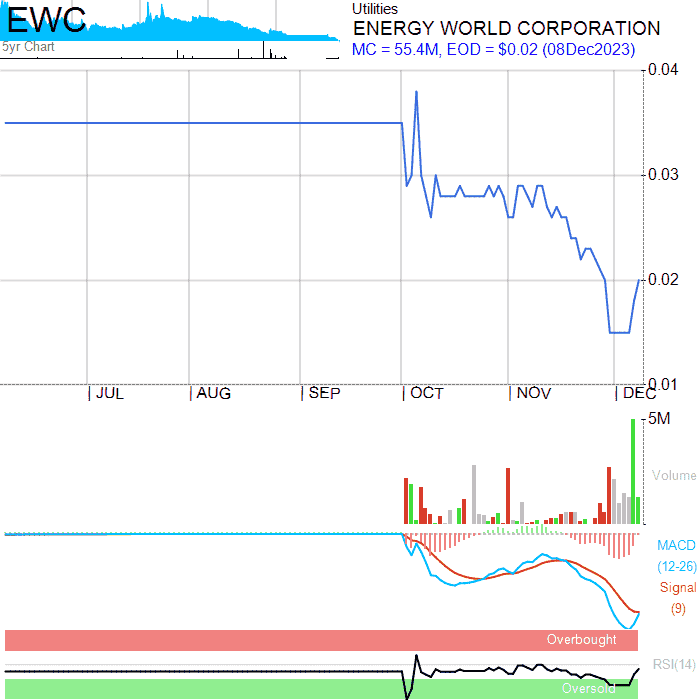 EWC
5yr Chart
Utilities
ENERGY WORLD CORPORATION
MC = 55.4M, EOD = $0.02 (08Dec2023)
0.04
0.03
0.02
0.01
JUL AUG SEP OCT NOV DEC
5M
Volume
MACD
(12-26)
Signal
(9)
Overbought
RSI(14)
Oversold